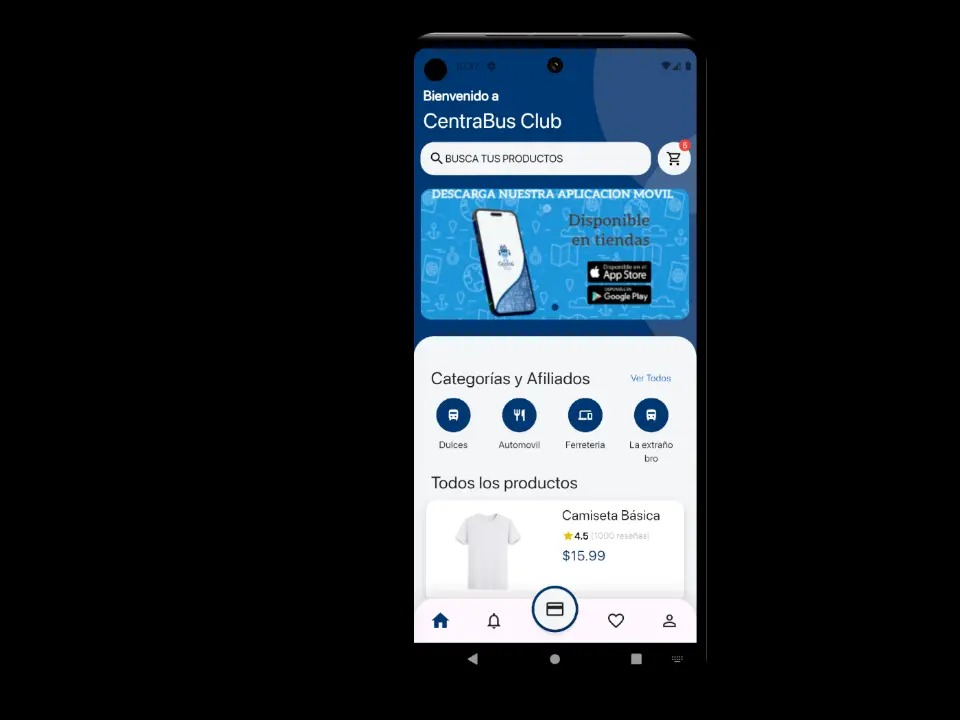 Bienvenido a
CentraBus Club
5
BUSCA TUS PRODUCTOS
DESCARGA NUESTRA APLICACION MOVIL
Disponible
en tiendas
Disponible en el
App Store
DISPONIBLE EN
Google Play
Categorías y Afiliados
Ver Todos
Dulces
Automovil
Ferreteria
La extraño
bro
Todos los productos
Camiseta Básica
4.5 (1000 reseñas)
$15.99